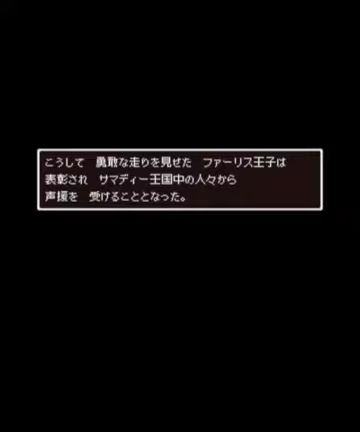 こうして　勇敢な走りを見せた　ファーリス王子は
表彰され　サマディー王国中の人々から
声援を　受けることとなった。